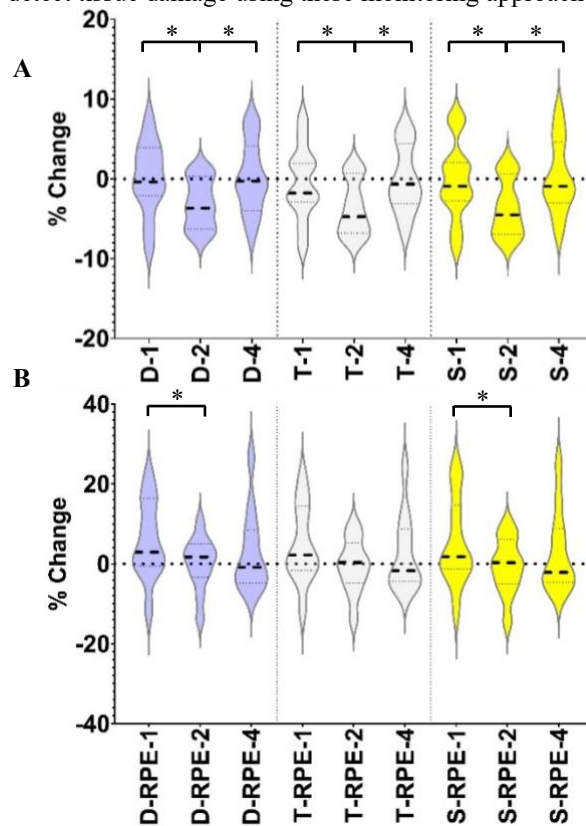 detect tissue damage using these monitoring approach
A
20
10
0
-10
-20
% Change
* * * * * *
D-1 D-2 D-4 T-1 T-2 T-4 S-1 S-2 S-4
B
40
20
0
-20
-40
% Change
* *
D-RPE-1 D-RPE-2 D-RPE-4 T-RPE-1 T-RPE-2 T-RPE-4 S-RPE-1 S-RPE-2 S-RPE-4